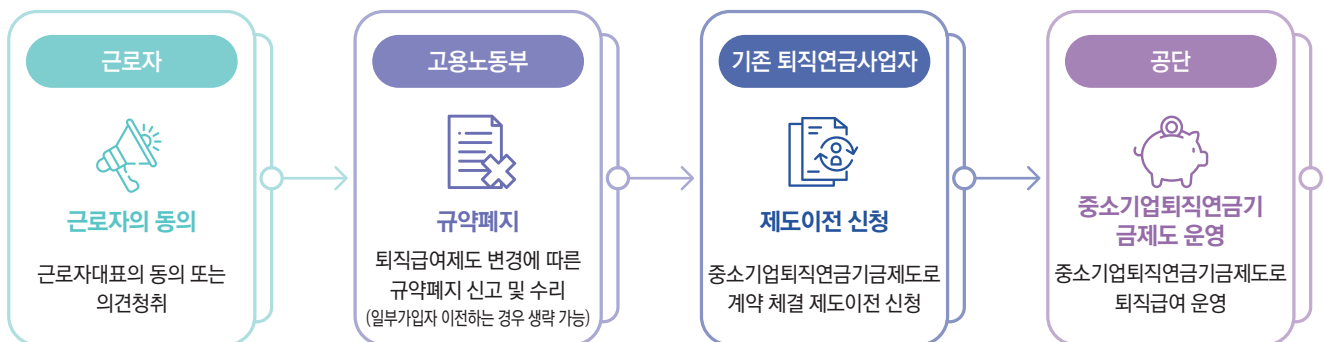 근로자
근로자의 동의
근로자대표의 동의 또는
의견청취
고용노동부
규약폐지
퇴직급여제도 변경에 따른
규약폐지 신고 및 수리
(일부가입자 이전하는 경우 생략 가능)
기존 퇴직연금사업자
제도이전 신청
중소기업퇴직연금기금제도로
계약 체결 제도이전 신청
공단
중소기업퇴직연금기
금제도 운영
중소기업퇴직연금기금제도로
퇴직급여 운영